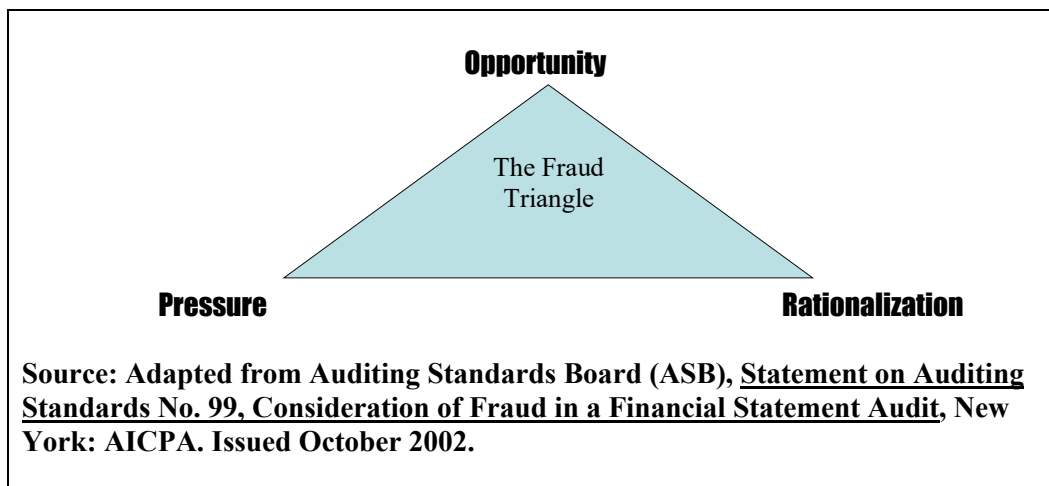 Opportunity
The Fraud
Triangle
Pressure
Rationalization
Source: Adapted from Auditing Standards Board (ASB), Statement on Auditing
Standards No. 99, Consideration of Fraud in a Financial Statement Audit, New
York: AICPA. Issued October 2002.